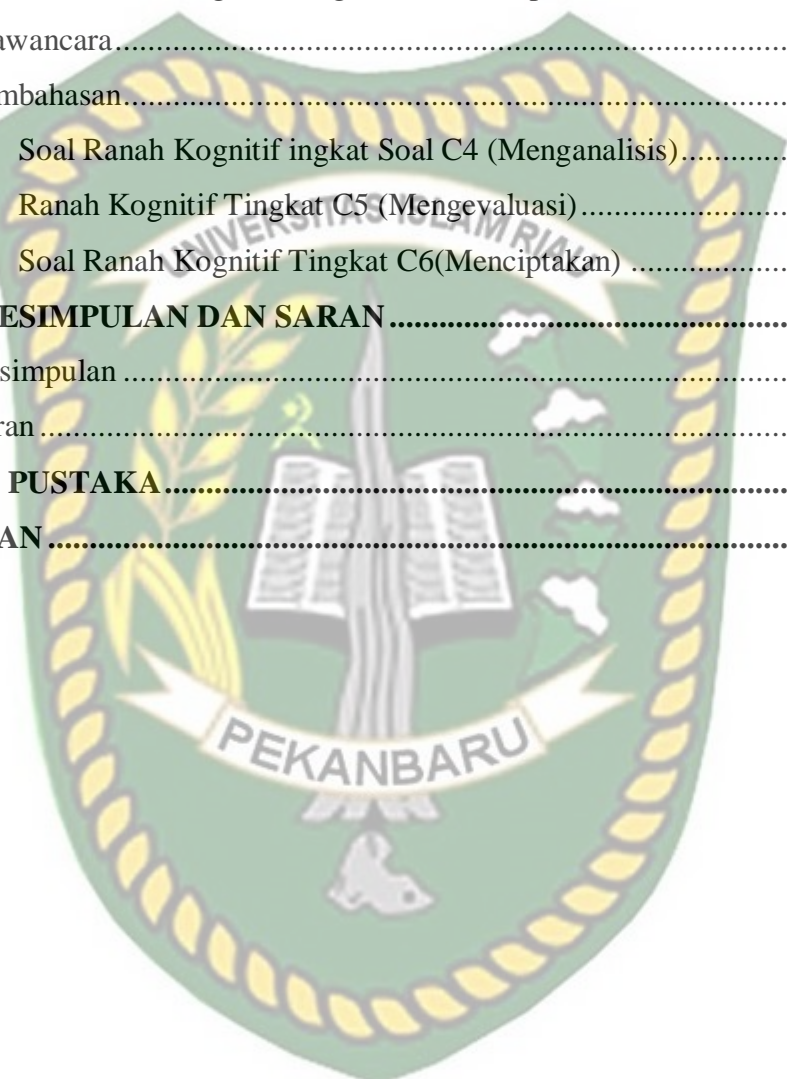 awancara
mbahasan
Soal Ranah Kognitif ingkat Soal C4 (Menganalisis)
Ranah Kognitif Tingkat C5 (Mengevaluasi)
UNIVERSITAS ISLAM RIAU
Soal Ranah Kognitif Tingkat C6(Menciptakan)
ESIMPULAN DAN SARAN
simpulan
ran
PUSTAKA
AN
PEKANBARU